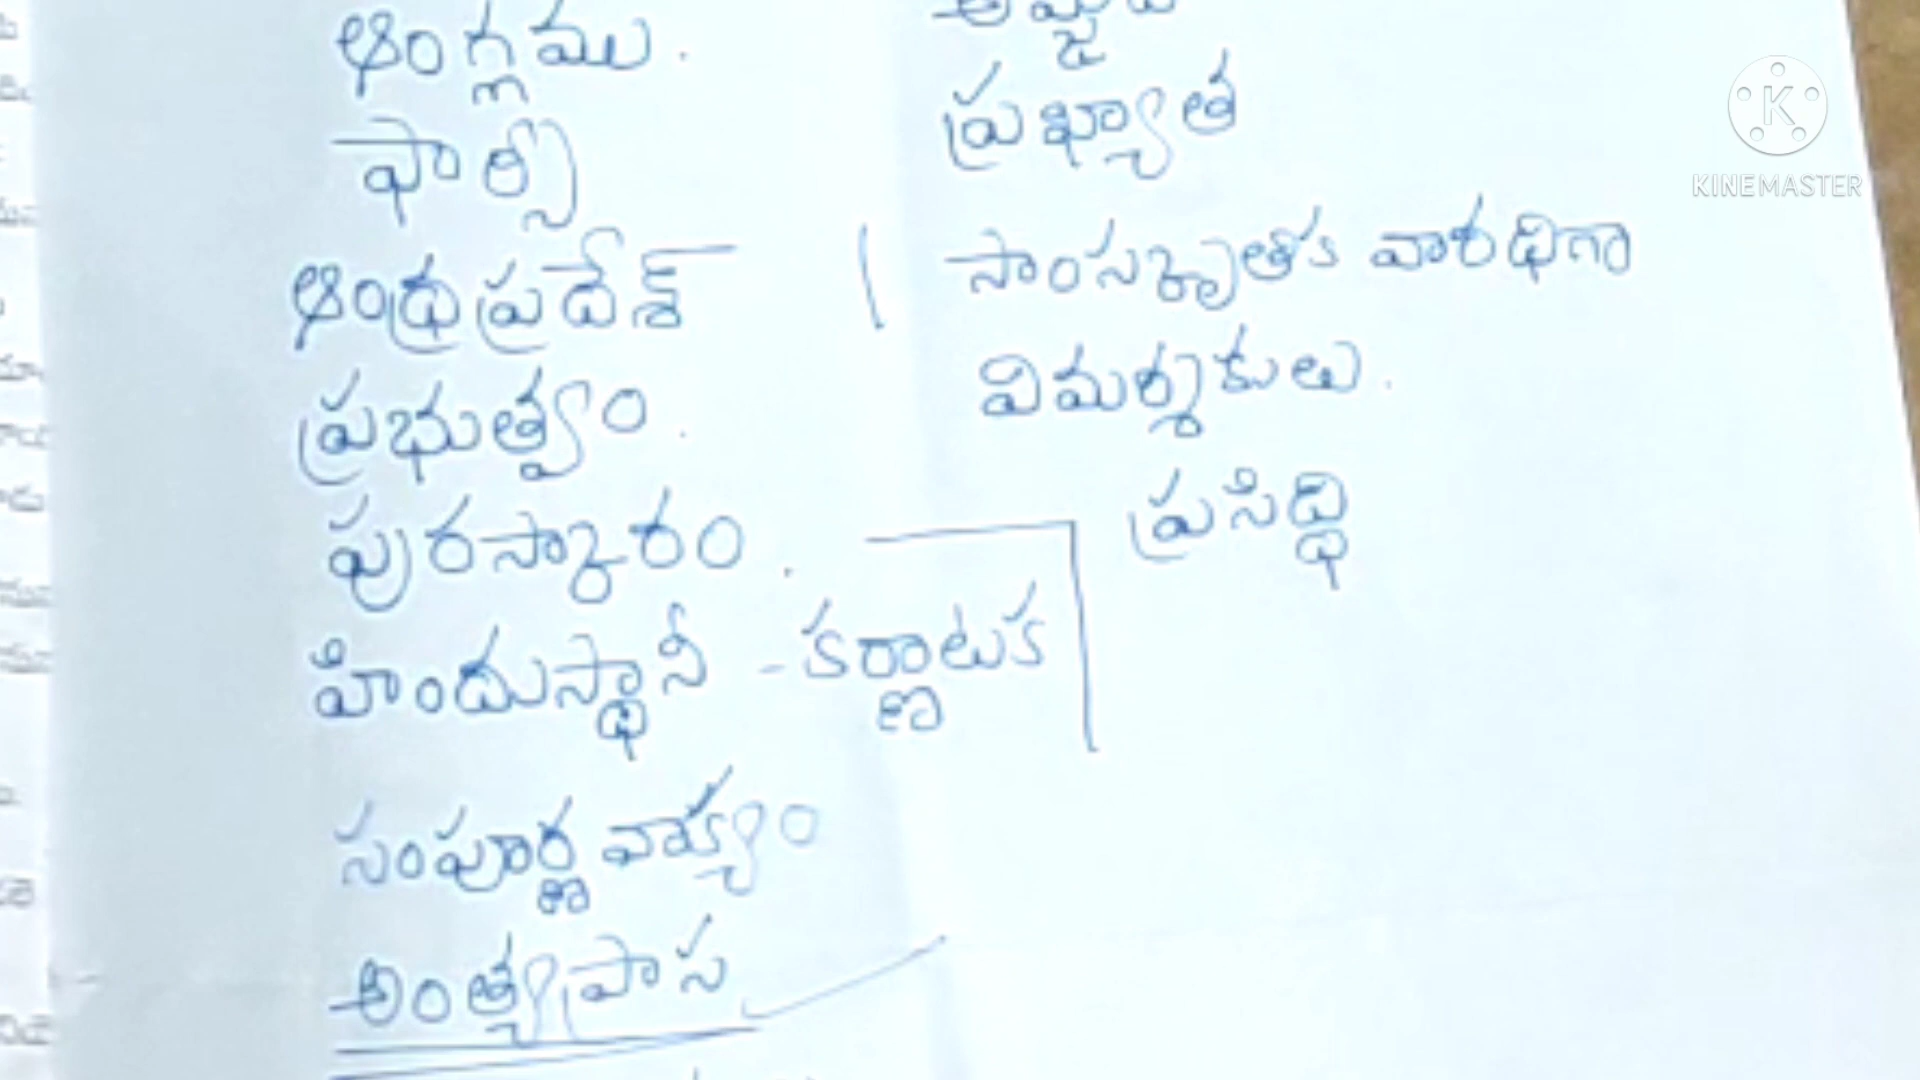 ఆంగ్లము.
ఫార్సీ
ఆంధ్రప్రదేశ్
ప్రభుత్వం.
పురస్కారం.
హిందుస్థానీ - కర్ణాటక
సంపూర్ణ వాక్యం
అంత్యప్రాస
ప్రఖ్యాత
సాంస్కృతిక వారధిగా
విమర్శకులు.
ప్రసిద్ధి
KINEMASTER